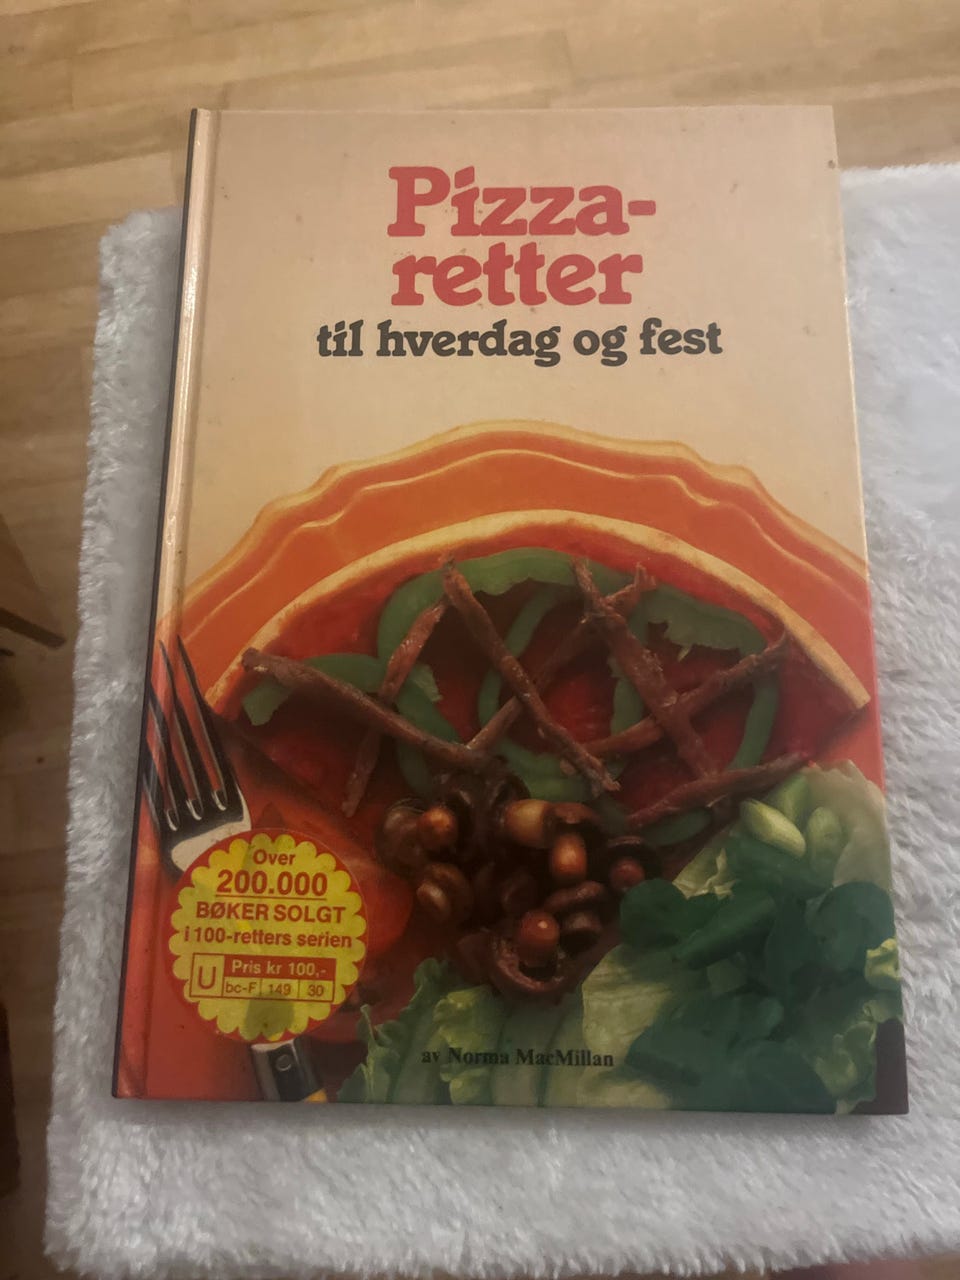 Pizza-
retter
til hverdag og fest
Over
200.000
BØKER SOLGT
i 100-retters serien
U Pris kr 100,-
bc-F 149 30
av Norma MacMillan